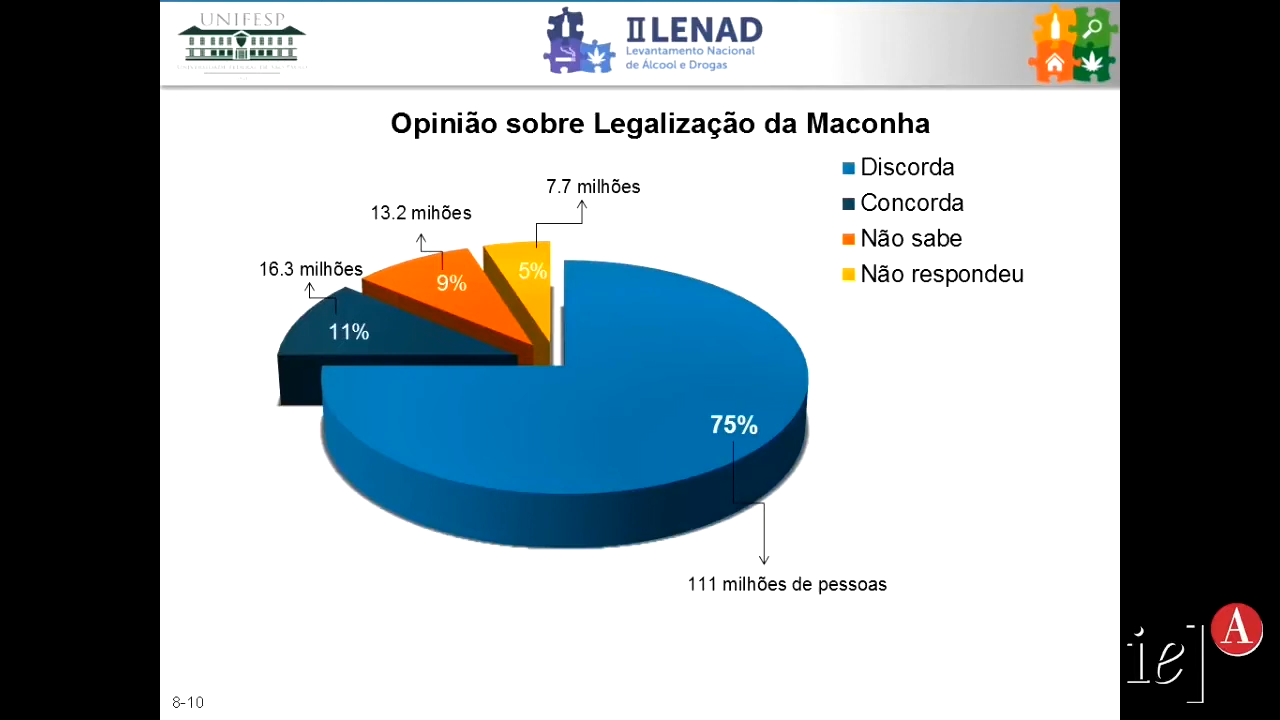 UNIFESP
II LENAD
Levantamento Nacional
de Álcool e Drogas
Opinião sobre Legalização da Maconha
Discorda
Concorda
Não sabe
Não respondeu
7.7 milhões
13.2 mihões
16.3 milhões
5%
9%
11%
75%
111 milhões de pessoas
8-10
ie]A